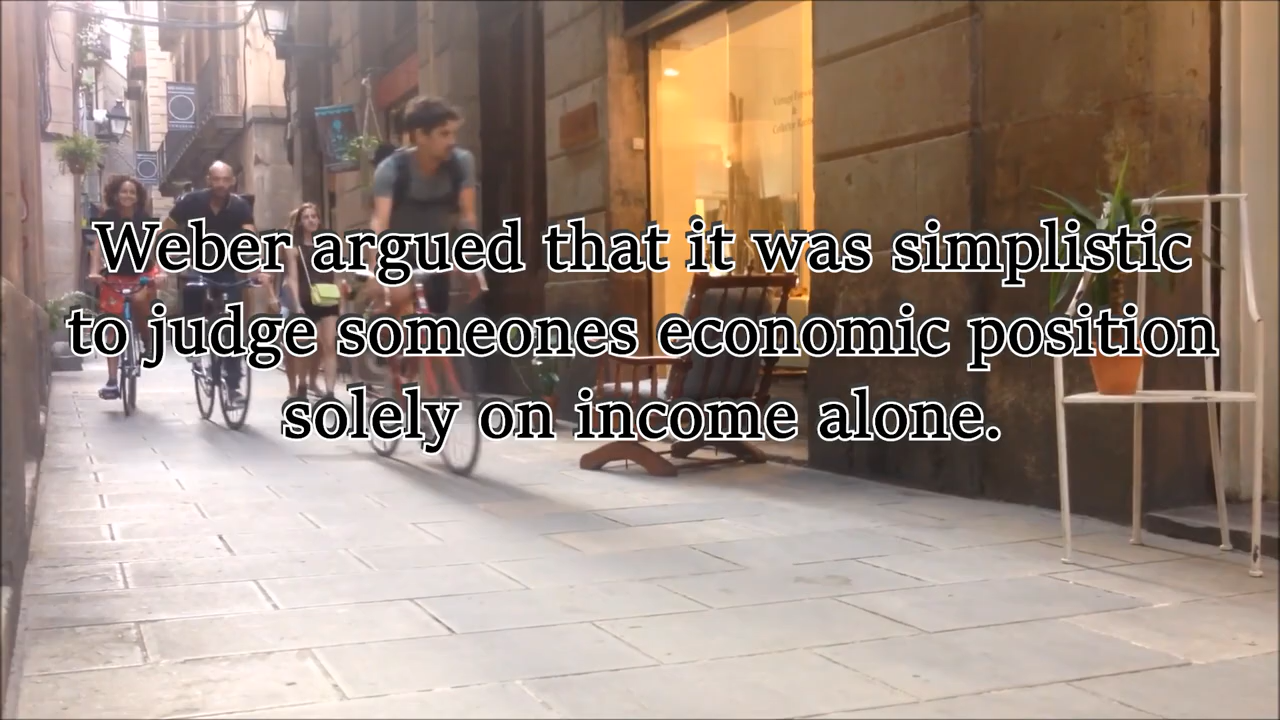 Weber argued that it was simplistic
to judge someones economic position
solely on income alone.